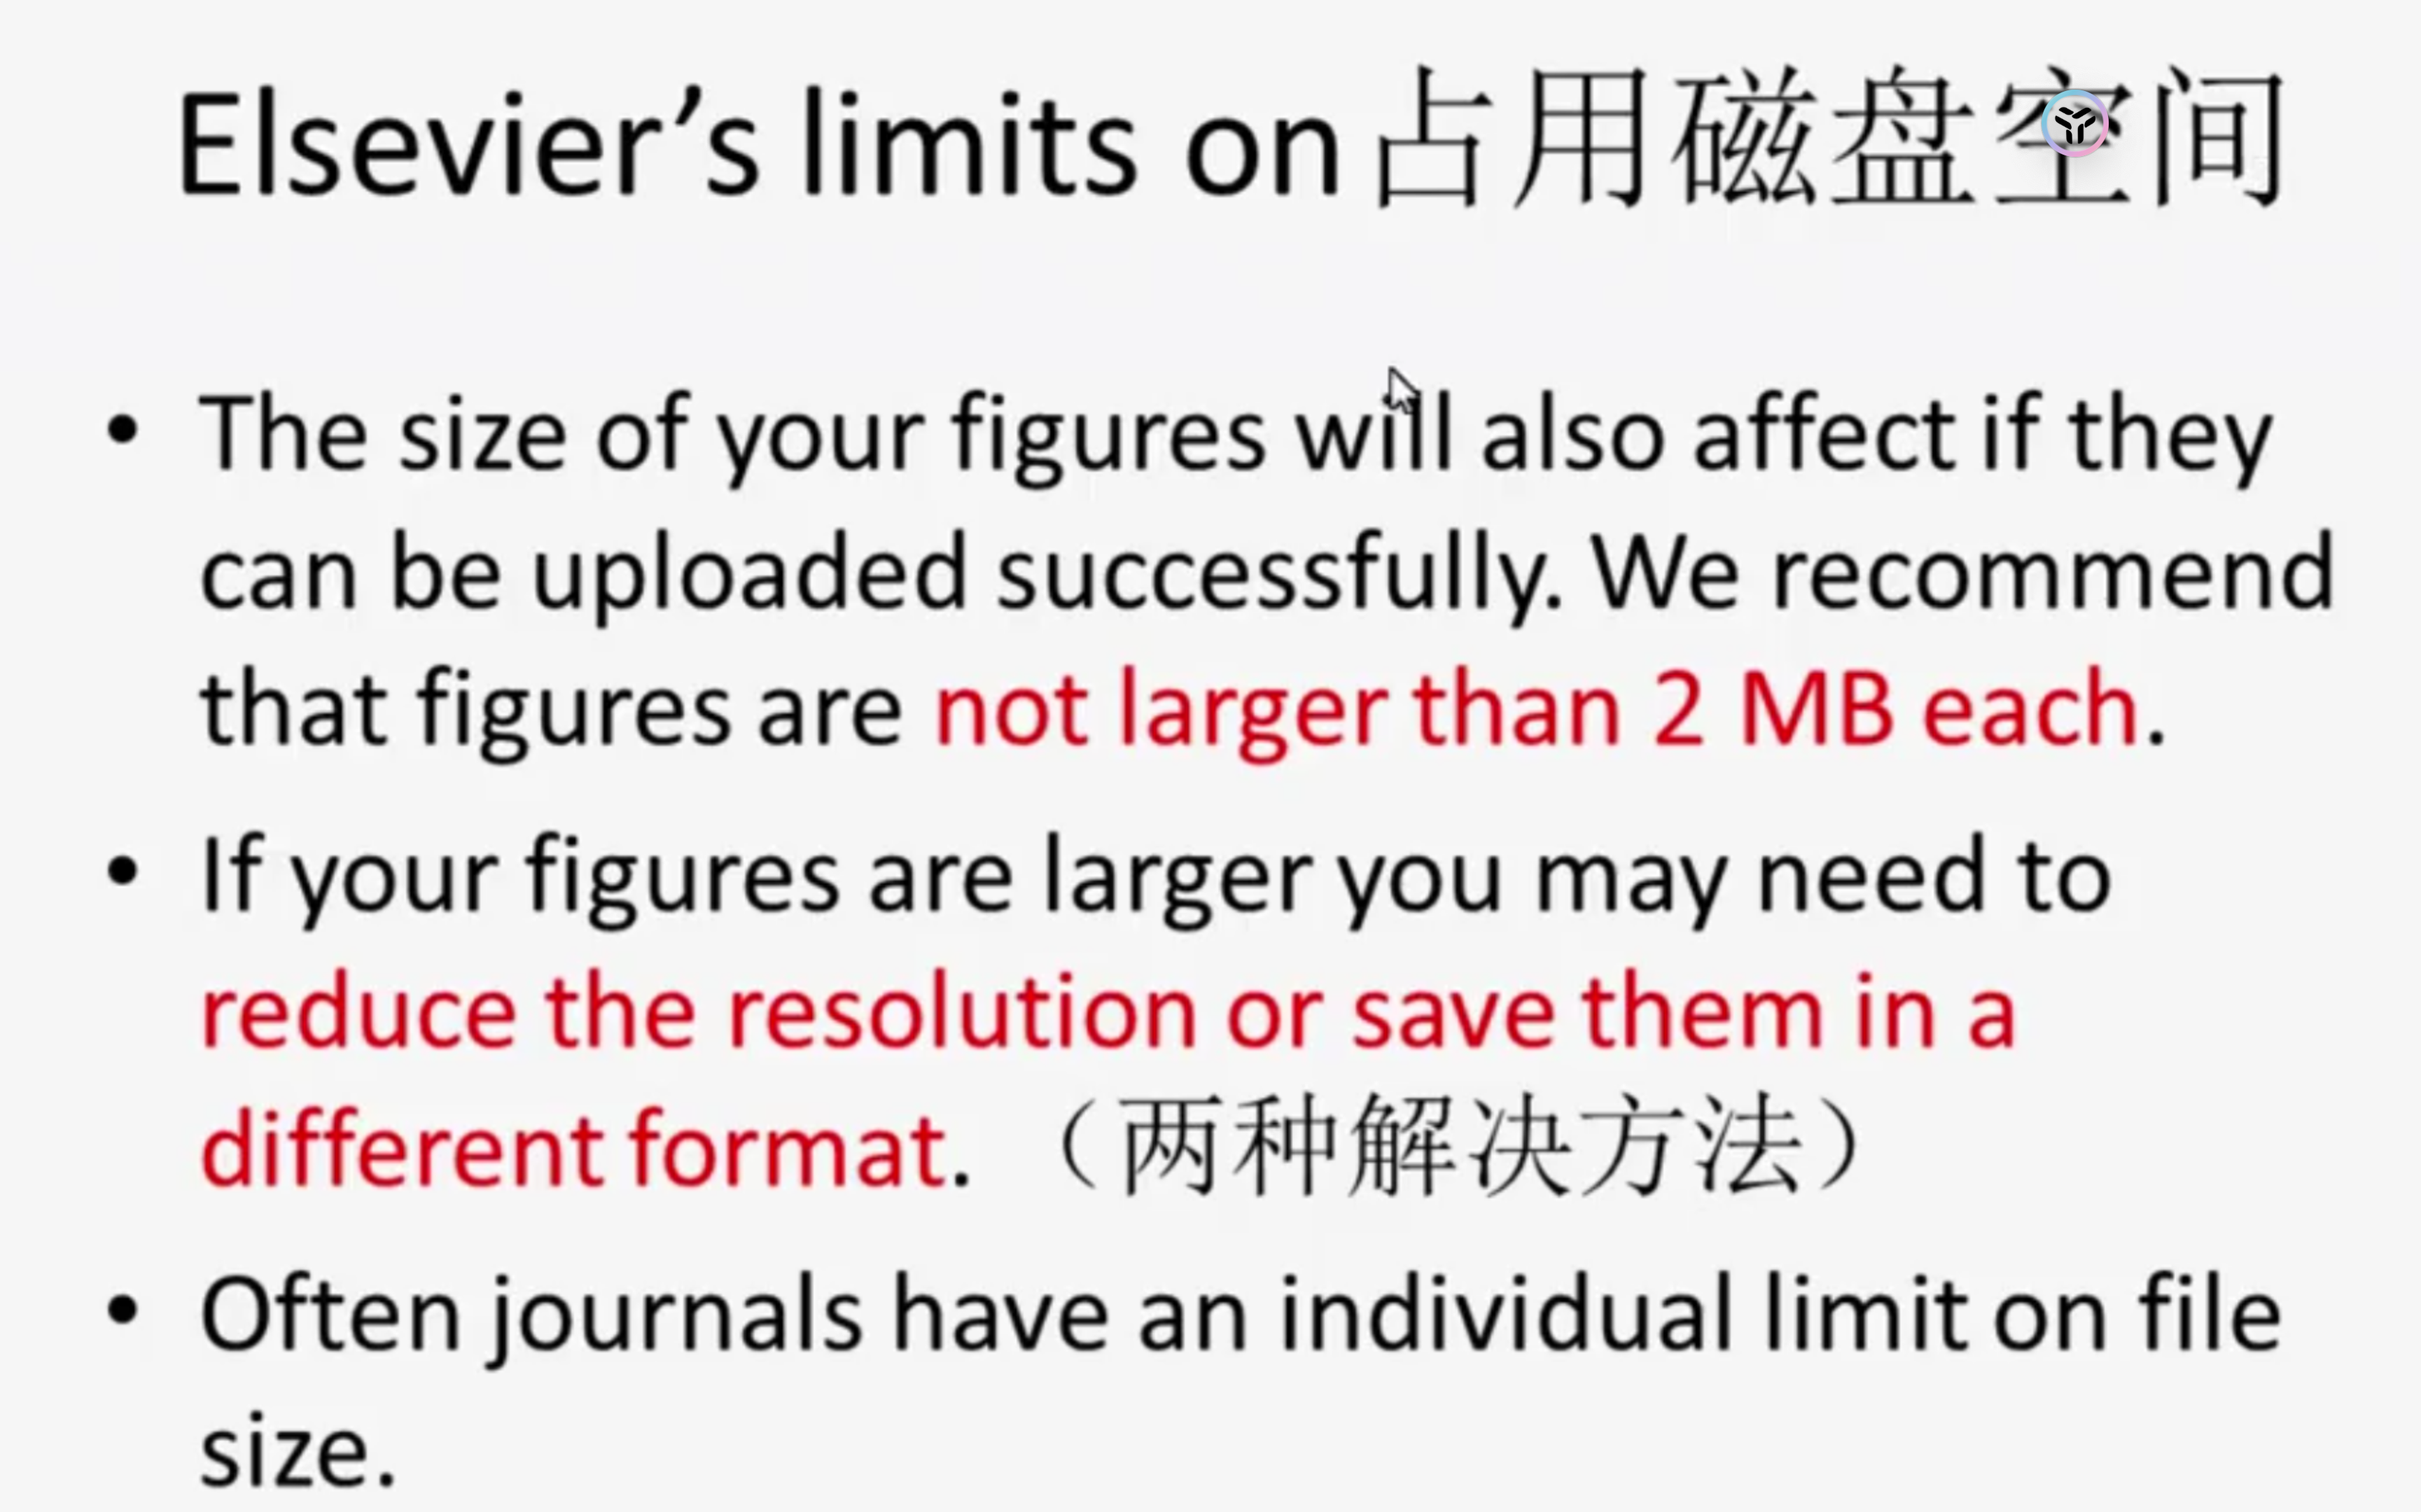 Elsevier’s limits on占用磁盘空间
• The size of your figures will also affect if they
can be uploaded successfully. We recommend
that figures are not larger than 2 MB each.
• If your figures are larger you may need to
reduce the resolution or save them in a
different format. （两种解决方法）
• Often journals have an individual limit on file
size.